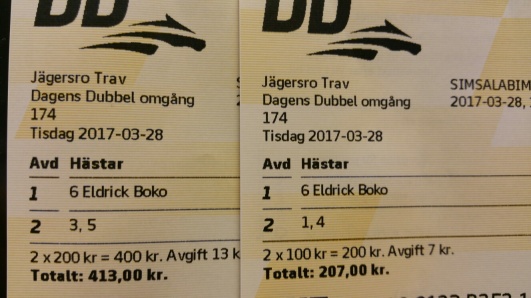 DD
Jägersro Trav
Dagens Dubbel omgång
174
Tisdag 2017-03-28
Avd Hästar
1 6 Eldrick Boko
2 3, 5
2 x 200 kr = 400 kr. Avgift 13 k
Totalt: 413,00 kr.
DD
Jägersro Trav
Dagens Dubbel omgång
174
Tisdag 2017-03-28
SIMSALABIM
2017-03-28,
Avd Hästar
1 6 Eldrick Boko
2 1, 4
2 x 100 kr = 200 kr. Avgift 7 kr.
Totalt: 207,00 kr.